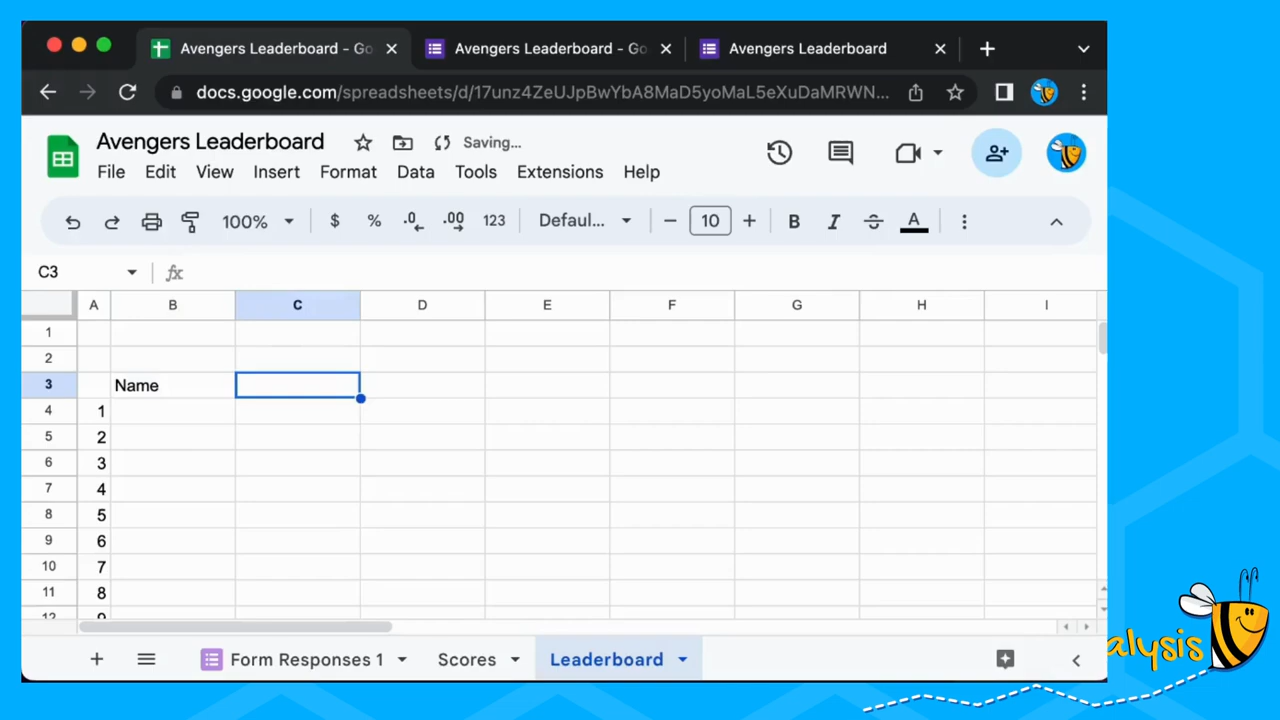 Avengers Leaderboard - Go
Avengers Leaderboard - Go
Avengers Leaderboard
docs.google.com/spreadsheets/d/17unz4ZeUJpBwYbA8MaD5yoMaL5eXuDaMRWN...
Avengers Leaderboard
Saving...
File Edit View Insert Format Data Tools Extensions Help
100% $ % .0 .00 123 Defaul... − 10 + B I S A
C3 fx
A B C D E F G H I
1
2
3 Name
4 1
5 2
6 3
7 4
8 5
9 6
10 7
11 8
12 9
Form Responses 1 Scores Leaderboard
alysis